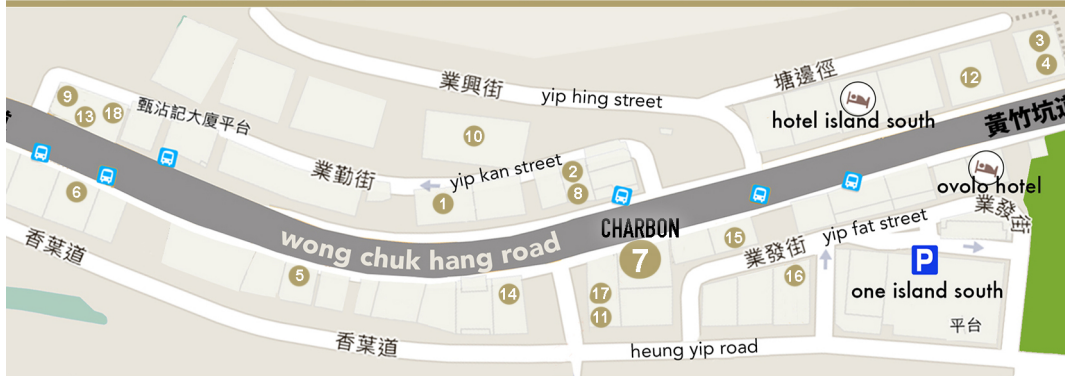 業興街
yip hing street
塘邊徑
3
4
12
hotel island south
黃竹坑道
9
13
18
甄沾記大廈平台
10
業勤街
yip kan street
1
2
8
ovolo hotel
業發街
6
香葉道
wong chuk hang road
CHARBON
7
15
業發街
yip fat street
P
one island south
平台
5
14
17
11
16
香葉道
heung yip road